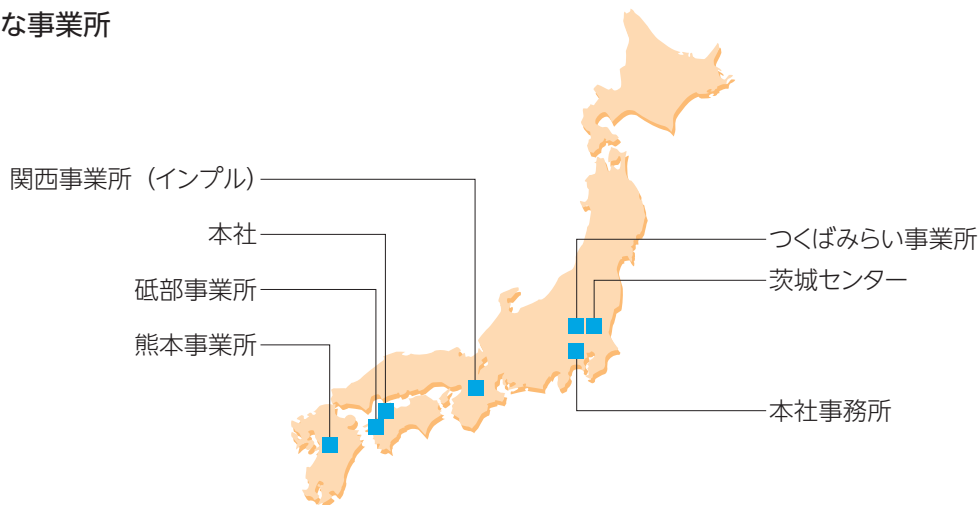 な事業所
関西事業所（インプル）
本社
砥部事業所
熊本事業所
つくばみらい事業所
茨城センター
本社事務所